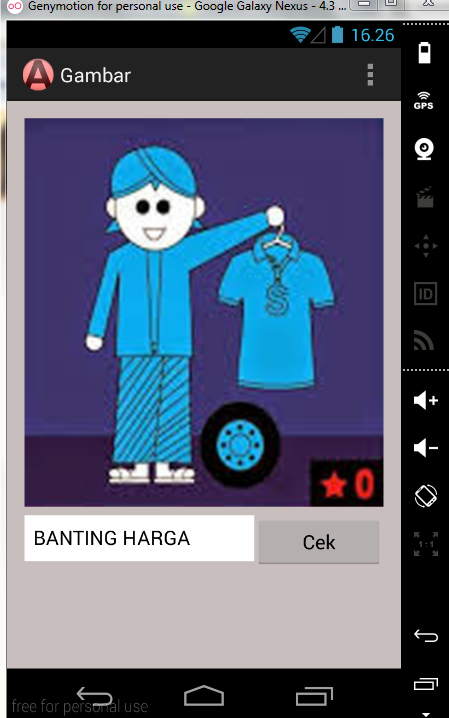 Genymotion for personal use - Google Galaxy Nexus - 4.3 ...
16.26
A Gambar
GPS
ID
S
0
1:1
BANTING HARGA
Cek
free for personal use